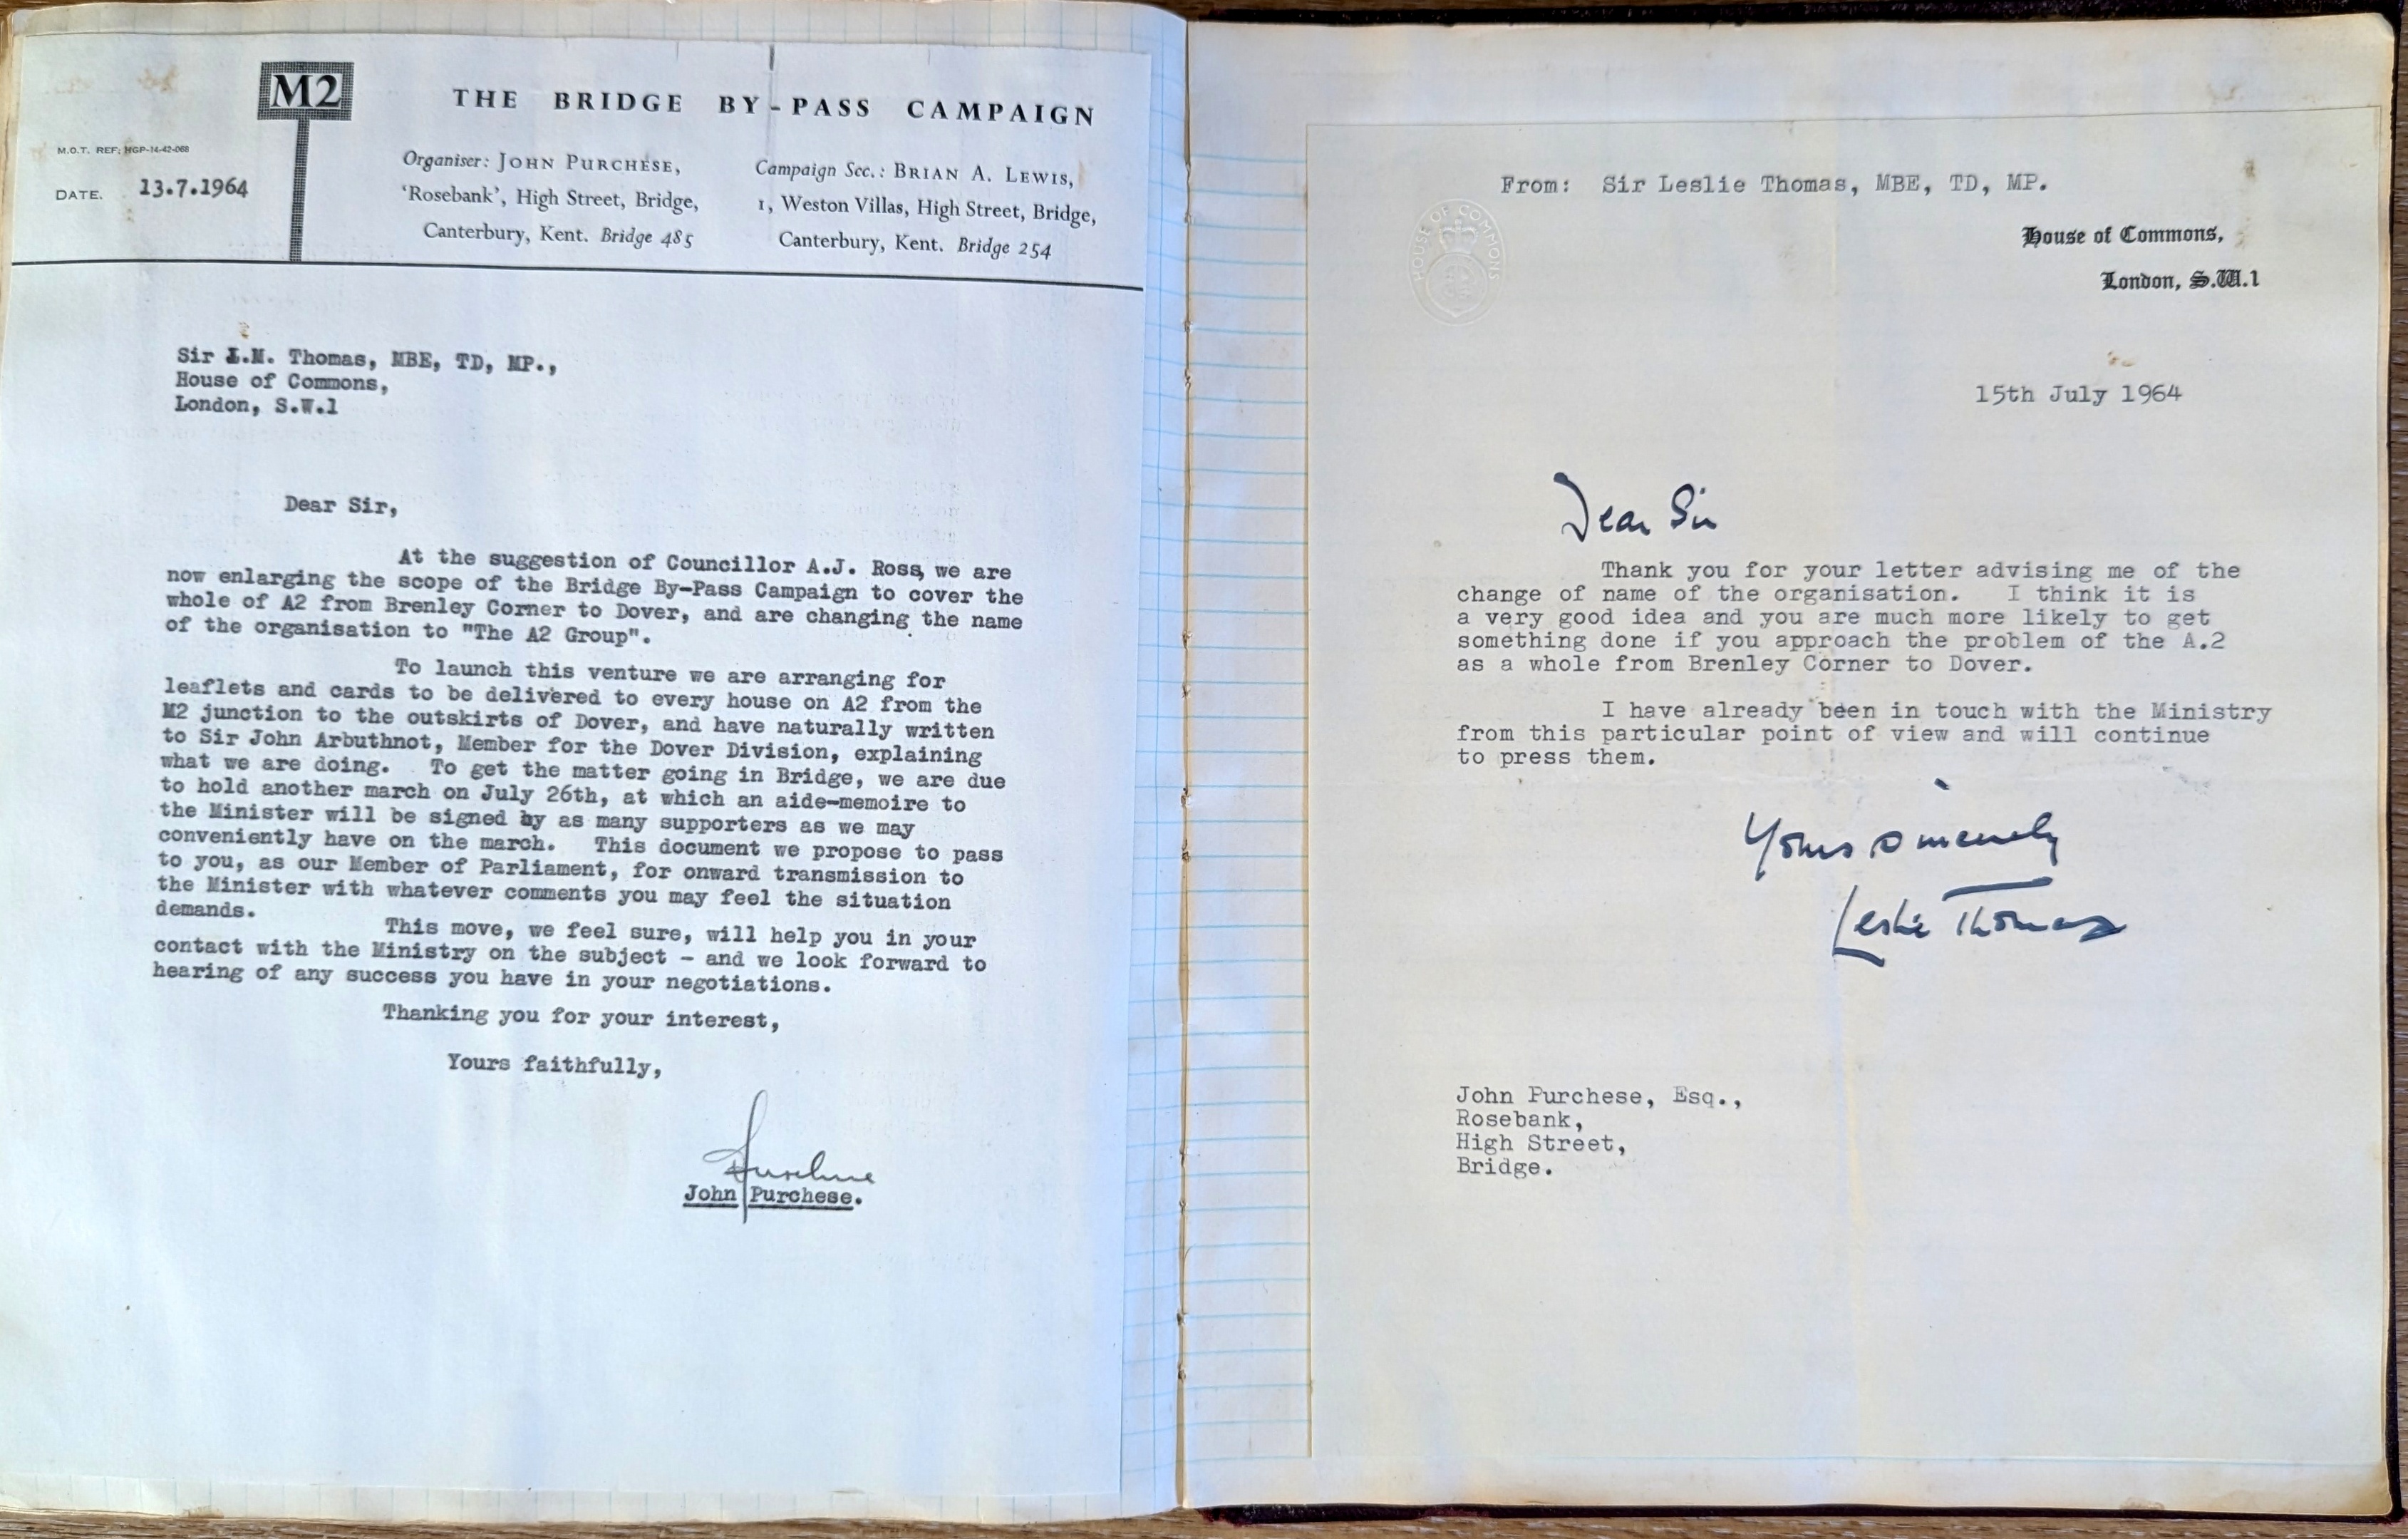 M2
THE BRIDGE BY-PASS CAMPAIGN
M.O.T. REF; HGP-14-42-068
DATE. 13.7.1964
Organiser: JOHN PURCHESE,
'Rosebank', High Street, Bridge,
Canterbury, Kent. Bridge 485
Campaign Sec.: BRIAN A. LEWIS,
1, Weston Villas, High Street, Bridge,
Canterbury, Kent. Bridge 254
Sir L.M. Thomas, MBE, TD, MP.,
House of Commons,
London, S.W.1
Dear Sir,
At the suggestion of Councillor A.J. Ross, we are
now enlarging the scope of the Bridge By-Pass Campaign to cover the
whole of A2 from Brenley Corner to Dover, and are changing the name
of the organisation to "The A2 Group".
To launch this venture we are arranging for
leaflets and cards to be delivered to every house on A2 from the
M2 junction to the outskirts of Dover, and have naturally written
to Sir John Arbuthnot, Member for the Dover Division, explaining
what we are doing. To get the matter going in Bridge, we are due
to hold another march on July 26th, at which an aide-memoire to
the Minister will be signed by as many supporters as we may
conveniently have on the march. This document we propose to pass
to you, as our Member of Parliament, for onward transmission to
the Minister with whatever comments you may feel the situation
demands.
This move, we feel sure, will help you in your
contact with the Ministry on the subject - and we look forward to
hearing of any success you have in your negotiations.
Thanking you for your interest,
Yours faithfully,
JPurchese
John Purchese.
From: Sir Leslie Thomas, MBE, TD, MP.
HOUSE OF COMMONS
House of Commons,
London, S.W.1
15th July 1964
Dear Sir
Thank you for your letter advising me of the
change of name of the organisation. I think it is
a very good idea and you are much more likely to get
something done if you approach the problem of the A.2
as a whole from Brenley Corner to Dover.
I have already been in touch with the Ministry
from this particular point of view and will continue
to press them.
Yours sincerely
Leslie Thomas
John Purchese, Esq.,
Rosebank,
High Street,
Bridge.